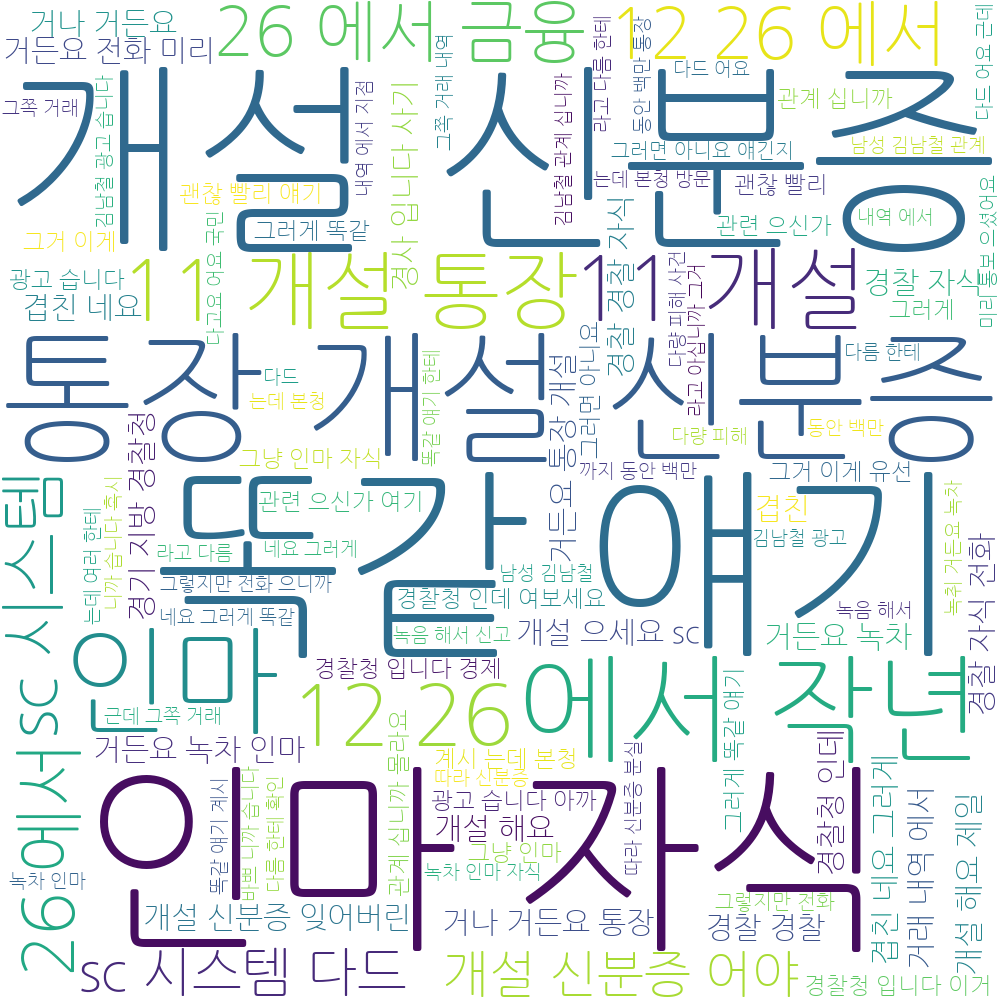 거나 거든요
26 에서 금융
12 26 에서
거든요 전화 미리
그쪽 거래
김남철 광고 습니다
개설 신분증
내역 에서 지점
경사 입니다 사기
그쪽 거래 내역
김남철 관계 십니까
라고 다름 한테
동안 백만 통장
다드 어요
관계 십니까
다드 어요 근데
남성 김남철 관계
그러면 아니요 얘긴지
는데 본청 방문
괜찮 빨리
괜찮 빨리 얘기
그러게 똑같
그거 이게
관련 으신가
내역 에서
미리 통보 으셨어요
광고 습니다
겹친 네요
다고요 어요 국민
11 개설 통장
11 개설
경찰 경찰 자식
다량 피해 사건
라고 아십니까 그거
경찰 자식
그러게
통장 개설 신분증
다드
는데 본청
똑같 얘기 한테
통장 개설
그러면 아니요
다름 한테
다량 피해
동안 백만
그냥 인마 자식
까지 동안 백만
그거 이게 유선
26에서sc 시스템
니까 습니다 혹시
는데 여러 한테
경기 지방 경찰청
똑같 얘기
관련 으신가 여기
거든요
겹친
김남철 광고
녹취 거든요 녹차
경찰 자식 전화
라고 다름
네요 그러게
그렇지만 전화 으니까
남성 김남철
경찰청 인데 여보세요
녹음 해서
네요 그러게 똑같
인마
녹음 해서 신고
개설 으세요 sc
거든요 녹차
경찰청 입니다 경제
12 26
에서 작년
그러게 똑같 얘기
근데 그쪽 거래
거든요 녹차 인마
관계 십니까 몰라요
계시 는데 본청
따라 신분증
따라 신분증 분실
인마 자식
똑같 얘기 계시
바쁘 니까 습니다
다름 한테 확인
광고 습니다 아까
개설 해요
그냥 인마
녹차 인마 자식
경찰청 인데
겹친 네요 그러게
거래 내역 에서
개설 해요 제일
녹차 인마
그렇지만 전화
개설 신분증 잊어버린
거나 거든요 통장
경찰 경찰
sc 시스템 다드
개설 신분증 어야
경찰청 입니다 이거